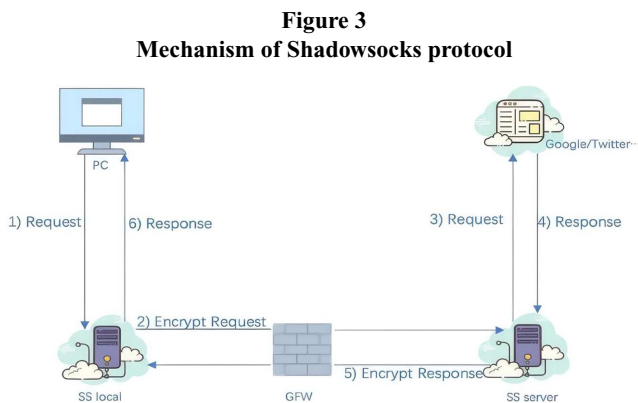 Figure 3
Mechanism of Shadowsocks protocol
PC
Google/Twitter···
1) Request
6) Response
3) Request
4) Response
2) Encrypt Request
5) Encrypt Response
SS local
GFW
SS server